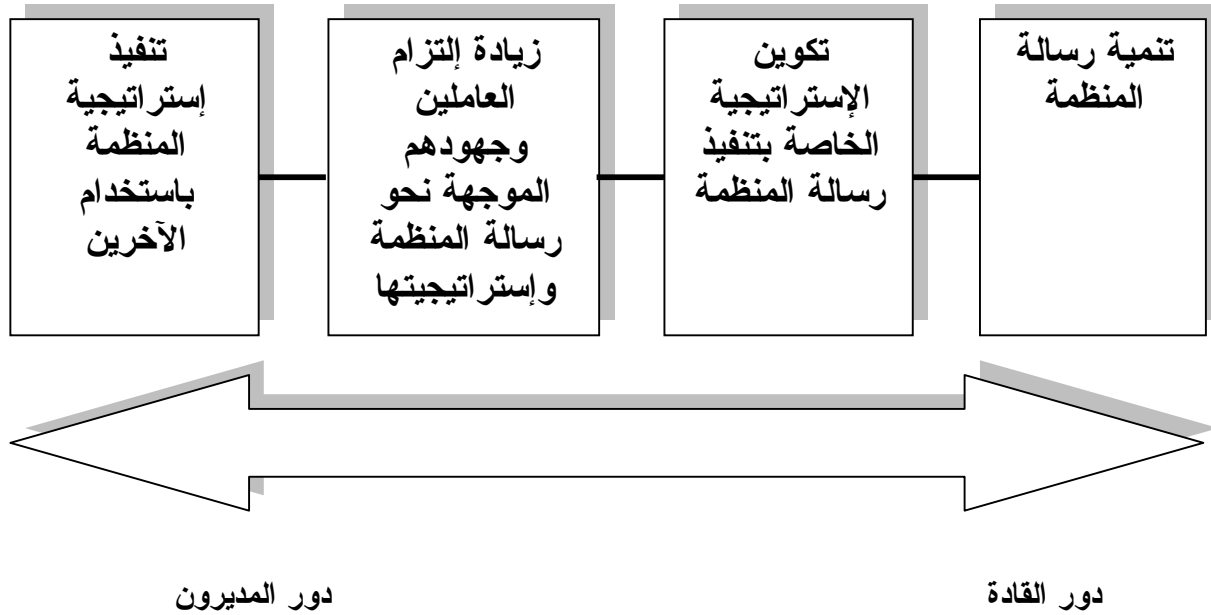 تنمية رسالة
المنظمة
تكوين
الإستراتيجية
الخاصة بتنفيذ
رسالة المنظمة
زيادة إلتزام
العاملين
وجهودهم
الموجهة نحو
رسالة المنظمة
وإستراتيجيتها
تنفيذ
إستراتيجية
المنظمة
باستخدام
الآخرين
دور القادة
دور المديرون